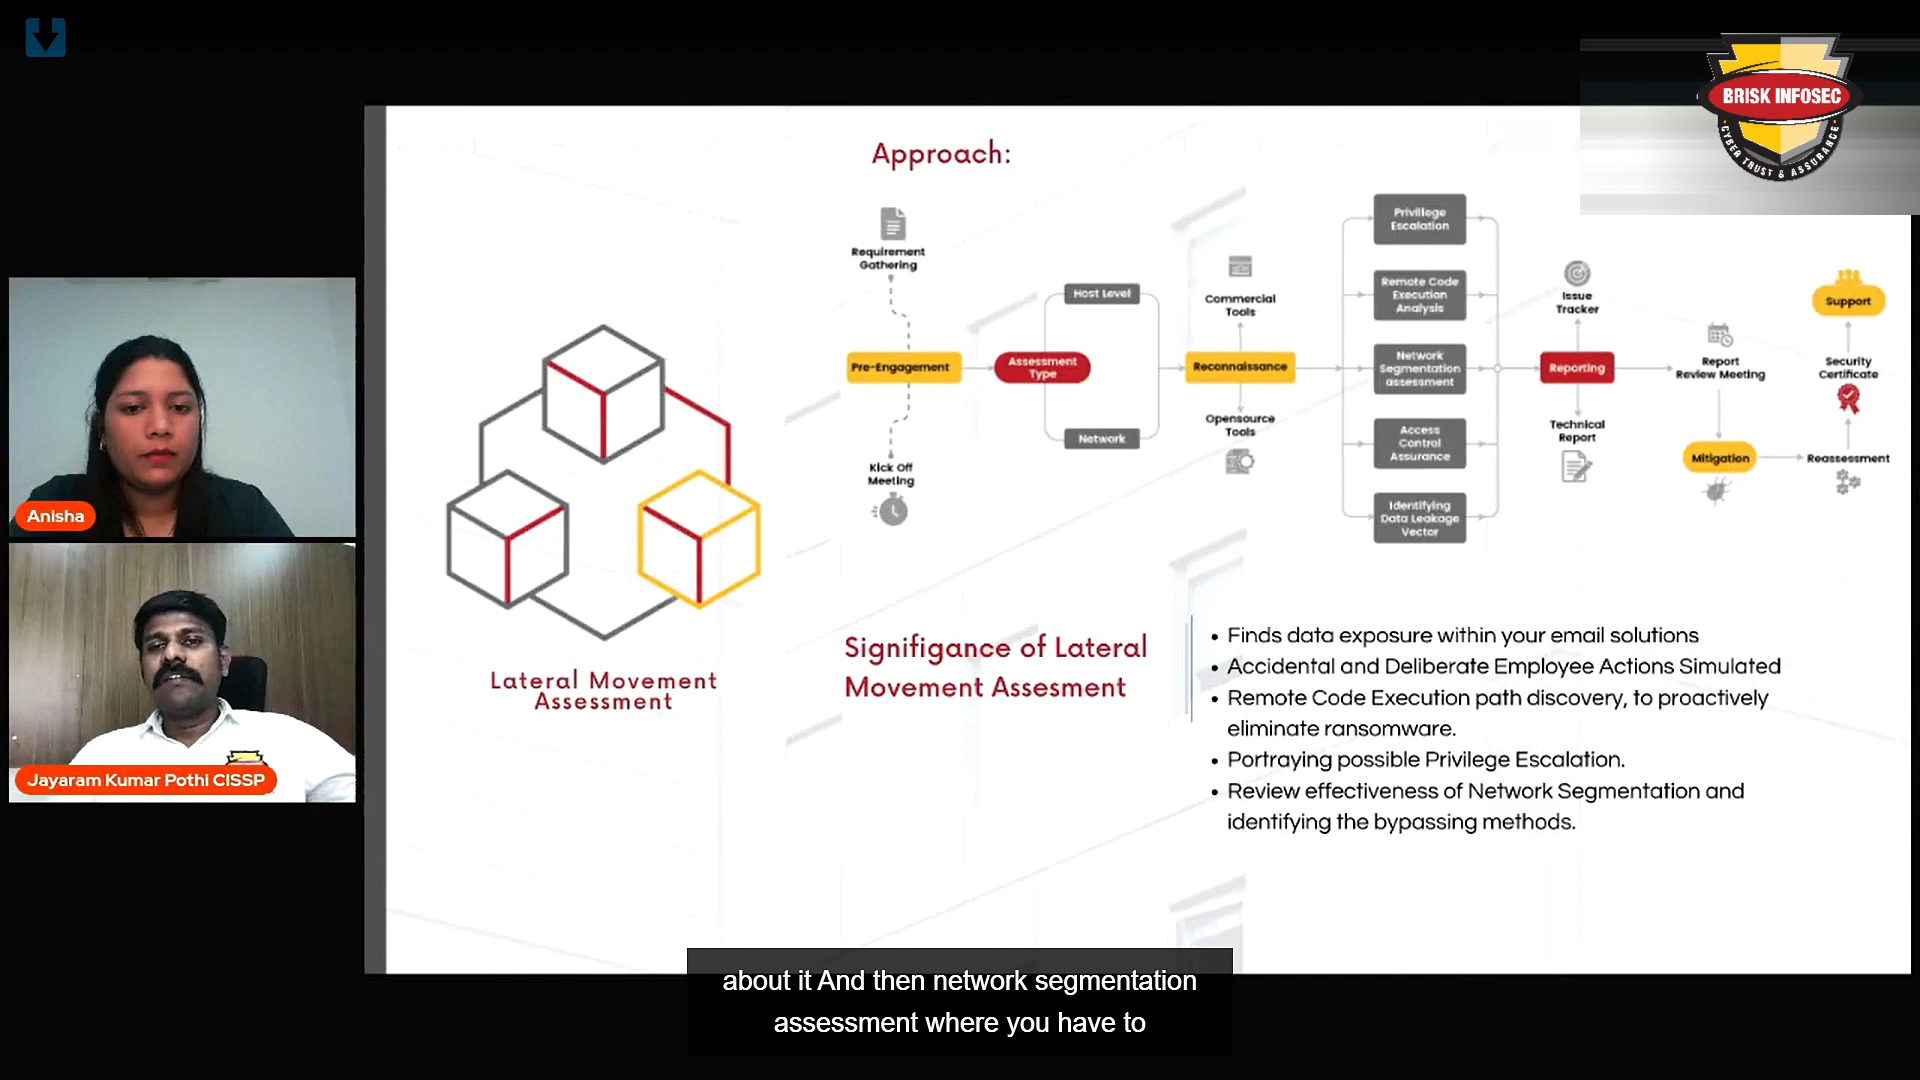 BRISK INFOSEC
CYBER TRUST & ASSURANCE
Approach:
Requirement
Gathering
Pre-Engagement
Kick Off
Meeting
Assessment
Type
Host Level
Network
Commercial
Tools
Reconnaissance
Opensource
Tools
Privillege
Escalation
Remote Code
Execution
Analysis
Network
Segmentation
assessment
Access
Control
Assurance
Identifying
Data Leakage
Vector
Issue
Tracker
Reporting
Technical
Report
Report
Review Meeting
Mitigation
Support
Security
Certificate
Reassessment
Anisha
Jayaram Kumar Pothi CISSP
Lateral Movement
Assessment
Signifigance of Lateral
Movement Assesment
• Finds data exposure within your email solutions
• Accidental and Deliberate Employee Actions Simulated
• Remote Code Execution path discovery, to proactively
eliminate ransomware.
• Portraying possible Privilege Escalation.
• Review effectiveness of Network Segmentation and
identifying the bypassing methods.
about it And then network segmentation
assessment where you have to